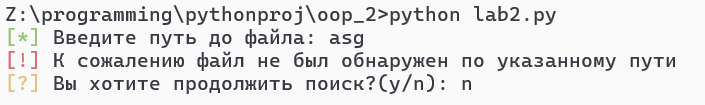 Z:\programming\pythonproj\oop_2>python lab2.py
[*] Введите путь до файла: asg
[!] К сожалению файл не был обнаружен по указанному пути
[?] Вы хотите продолжить поиск?(y/n): n